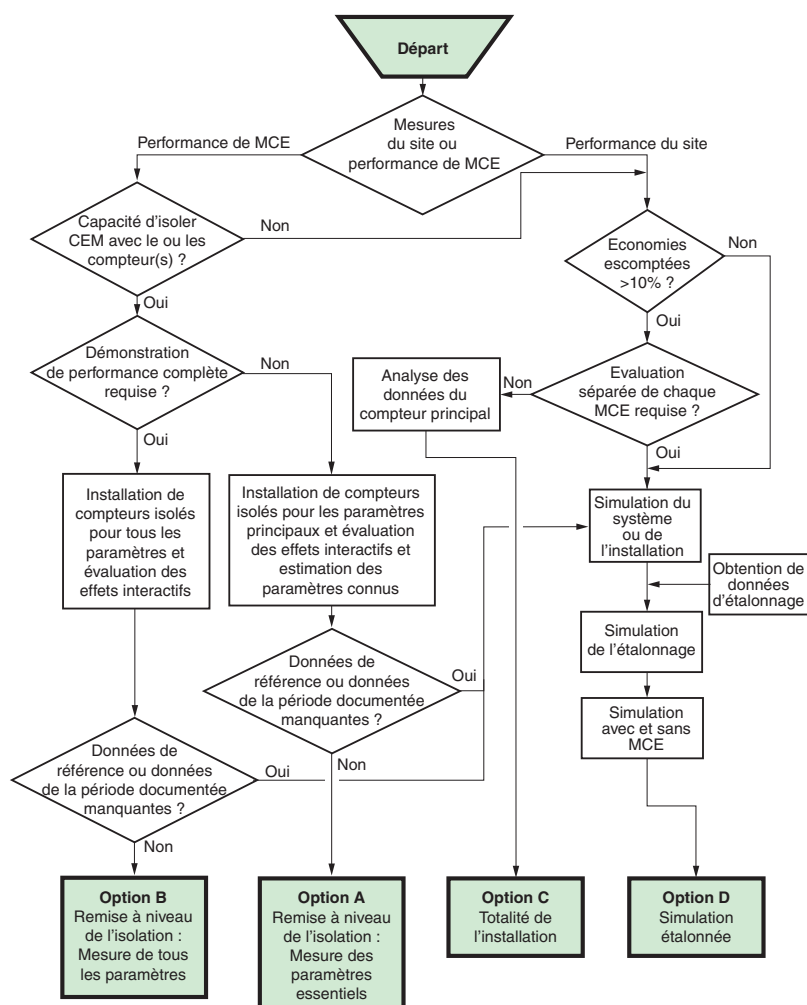 Départ
Mesures
du site ou
performance de MCE
Performance de MCE
Performance du site
Capacité d'isoler
CEM avec le ou les
compteur(s) ?
Non
Oui
Economies
escomptées
>10% ?
Non
Oui
Démonstration
de performance complète
requise ?
Non
Oui
Analyse des
données du
compteur principal
Non
Evaluation
séparée de chaque
MCE requise ?
Oui
Installation de
compteurs isolés
pour tous les
paramètres et
évaluation des
effets interactifs
Installation de compteurs
isolés pour les paramètres
principaux et évaluation
des effets interactifs et
estimation des
paramètres connus
Simulation du
système
ou de
l'installation
Obtention de
données
d'étalonnage
Simulation
de l'étalonnage
Données de
référence ou données
de la période documentée
manquantes ?
Oui
Non
Simulation
avec et sans
MCE
Données de
référence ou données
de la période documentée
manquantes ?
Oui
Non
Option B
Remise à niveau
de l'isolation :
Mesure de tous
les paramètres
Option A
Remise à niveau
de l'isolation :
Mesure des
paramètres
essentiels
Option C
Totalité de
l'installation
Option D
Simulation
étalonnée